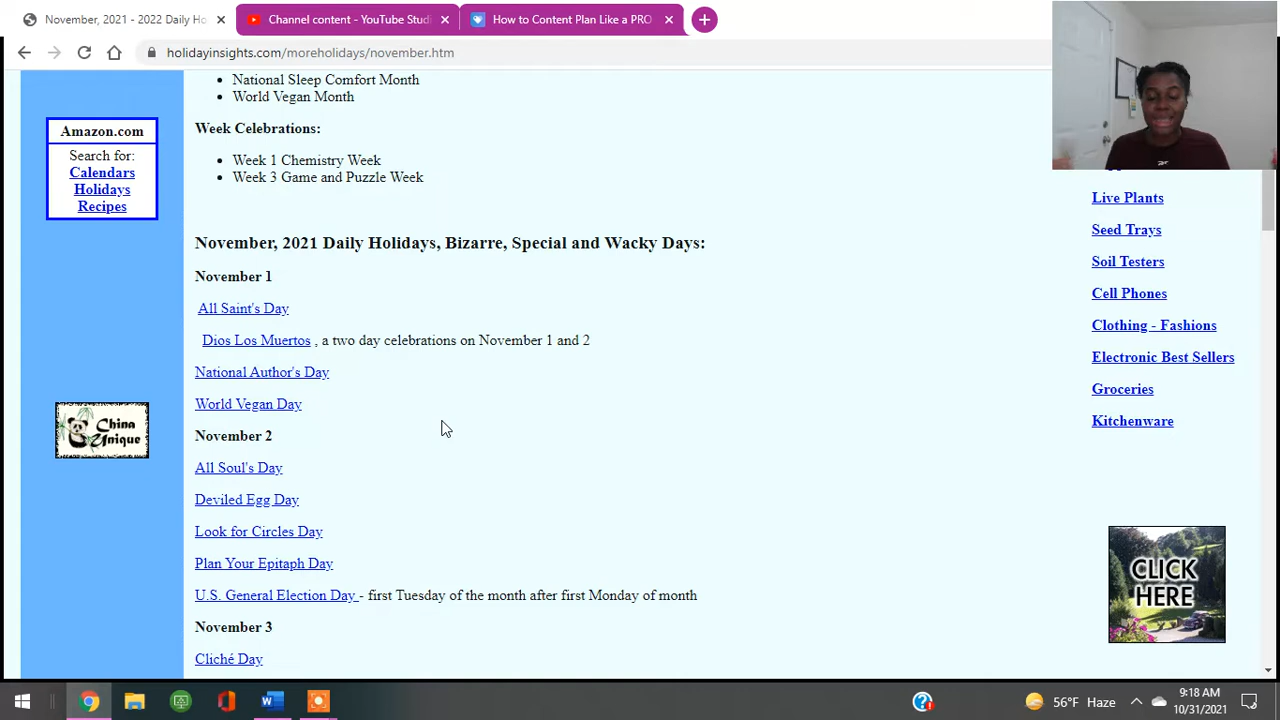 November, 2021 - 2022 Daily Ho
Channel content - YouTube Studi
How to Content Plan Like a PRO
holidayinsights.com/moreholidays/november.htm
National Sleep Comfort Month
World Vegan Month
Week Celebrations:
Week 1 Chemistry Week
Week 3 Game and Puzzle Week
November, 2021 Daily Holidays, Bizarre, Special and Wacky Days:
November 1
All Saint's Day
Dios Los Muertos , a two day celebrations on November 1 and 2
National Author's Day
World Vegan Day
November 2
All Soul's Day
Deviled Egg Day
Look for Circles Day
Plan Your Epitaph Day
U.S. General Election Day - first Tuesday of the month after first Monday of month
November 3
Cliché Day
Amazon.com
Search for:
Calendars
Holidays
Recipes
China
Unique
Live Plants
Seed Trays
Soil Testers
Cell Phones
Clothing - Fashions
Electronic Best Sellers
Groceries
Kitchenware
CLICK
HERE
56°F Haze
9:18 AM
10/31/2021